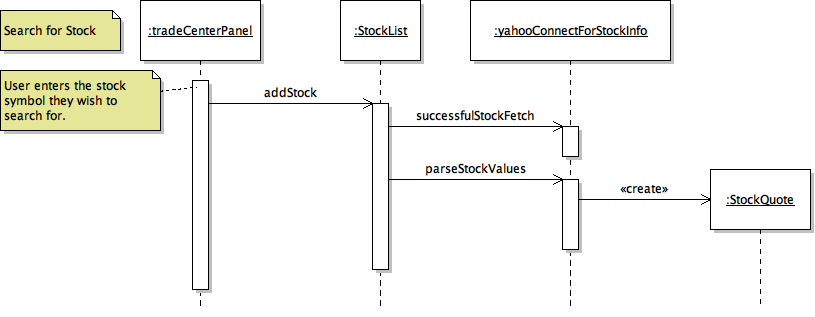 Search for Stock
:tradeCenterPanel
:StockList
:yahooConnectForStockInfo
User enters the stock
symbol they wish to
search for.
addStock
successfulStockFetch
parseStockValues
«create»
:StockQuote